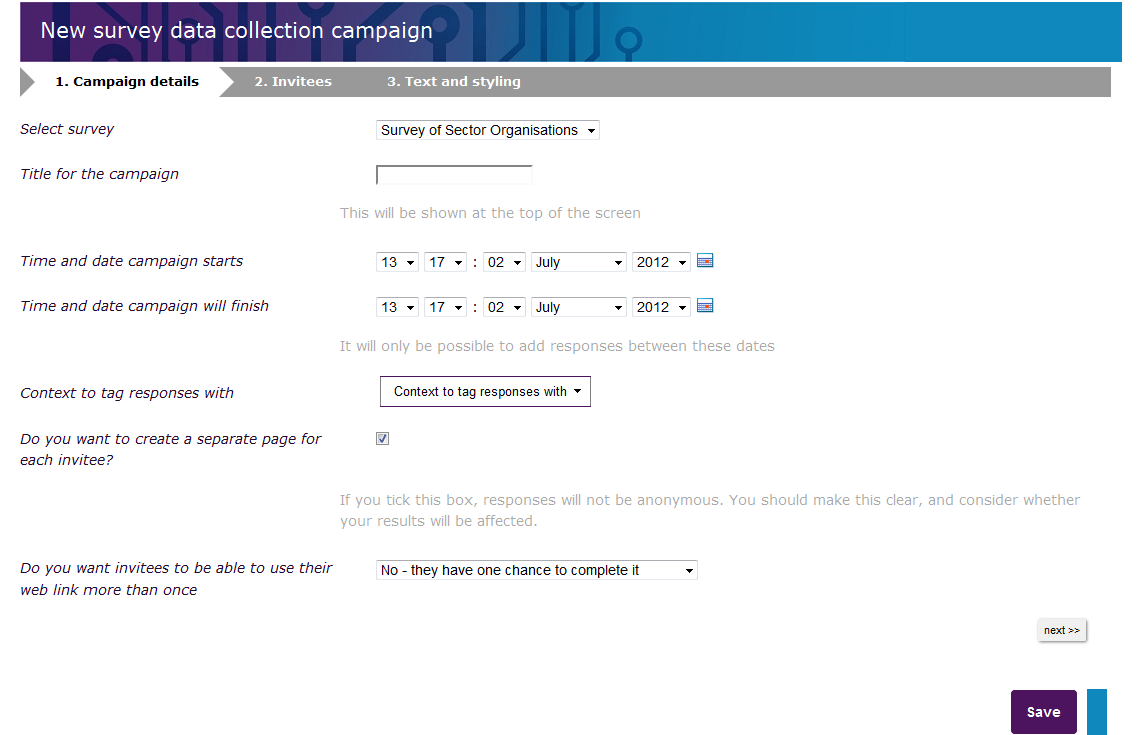 New survey data collection campaign
1. Campaign details 2. Invitees 3. Text and styling
Select survey Survey of Sector Organisations
Title for the campaign
This will be shown at the top of the screen
Time and date campaign starts 13 17 : 02 July 2012
Time and date campaign will finish 13 17 : 02 July 2012
It will only be possible to add responses between these dates
Context to tag responses with Context to tag responses with
Do you want to create a separate page for
each invitee?
If you tick this box, responses will not be anonymous. You should make this clear, and consider whether
your results will be affected.
Do you want invitees to be able to use their No - they have one chance to complete it
web link more than once
next >>
Save